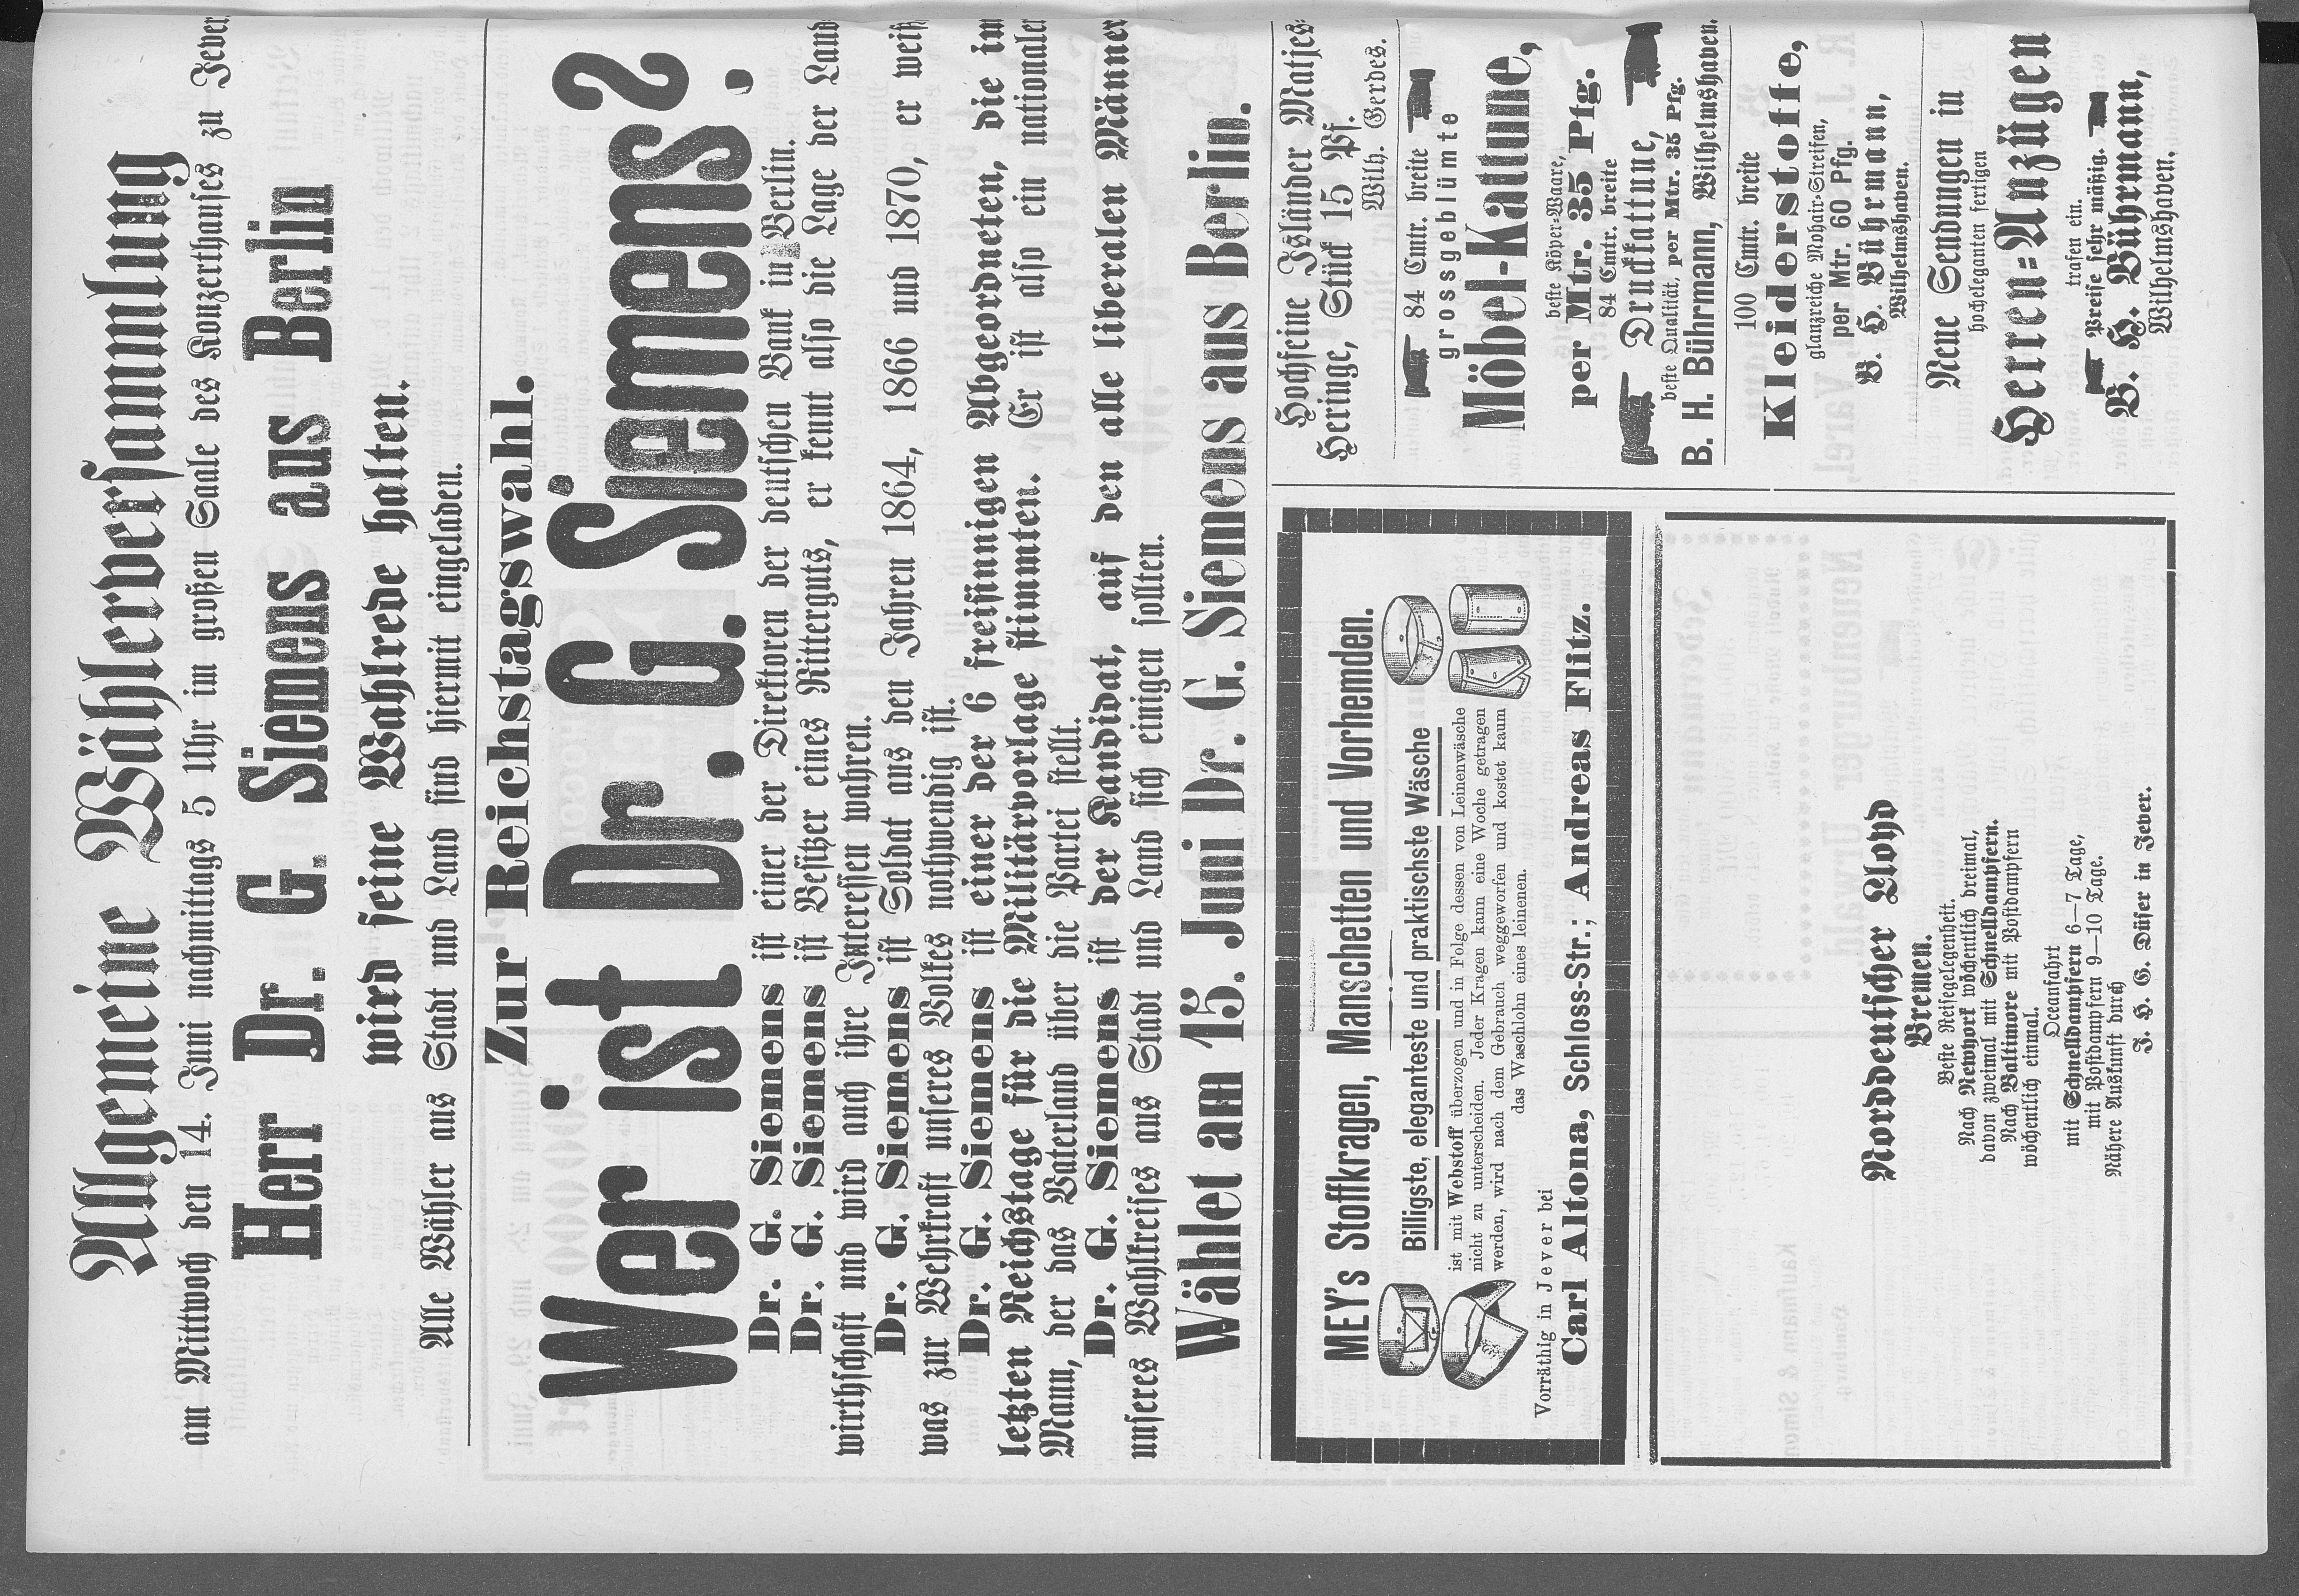 Allgemeine Wählerversammlung
am Mittwoch den 14. Juni nachmittags 5 Uhr im großen Saale des Konzerthauses zu Jever
Herr Dr. G. Siemens aus Berlin
wird seine Wahlrede halten.
Alle Wähler aus Stadt und Land sind hiermit eingeladen.
Zur Reichstagswahl.
Wer ist Dr. G. Siemens?
Dr. G. Siemens ist einer der Direktoren der deutschen Bank in Berlin.
Dr. G. Siemens ist Besitzer eines Ritterguts, er kennt also die Lage der Land
wirthschaft und wird auch ihre Interessen wahren.
Dr. G. Siemens ist Soldat aus den Jahren 1864, 1866 und 1870, er weiß
was zur Wehrkraft unseres Volkes nothwendig ist.
Dr. G. Siemens ist einer der 6 freisinnigen Abgeordneten, die im
letzten Reichstage für die Militärvorlage stimmten. Er ist also ein nationaler
Mann, der das Vaterland über die Partei stellt.
Dr. G. Siemens ist der Kandidat, auf den alle liberalen Männer
unseres Wahlkreises aus Stadt und Land sich einigen sollten.
Wählet am 15. Juni Dr. G. Siemens aus Berlin.
MEY's Stoffkragen, Manschetten und Vorhemden.
Billigste, eleganteste und praktischste Wäsche
ist mit Webstoff überzogen und in Folge dessen von Leinenwäsche
nicht zu unterscheiden. Jeder Kragen kann eine Woche getragen
werden, wird nach dem Gebrauch weggeworfen und kostet kaum
das Waschlohn eines leinenen.
Vorräthig in Jever bei
Carl Altona, Schloss-Str.; Andreas Flitz.
Norddeutscher Lloyd
Bremen.
Beste Reisegelegenheit.
Nach Newyork wöchentlich dreimal,
davon zweimal mit Schnelldampfern.
Nach Baltimore mit Postdampfern
wöchentlich einmal.
Oceanfahrt
mit Schnelldampfern 6—7 Tage,
mit Postdampfern 9—10 Tage.
Nähere Auskunft durch
J. H. G. Düser in Jever.
Hochfeine Isländer Matjes-
Heringe, Stück 15 Pf.
Wilh. Gerdes.
84 Cmtr. breite
grossgeblümte
Möbel-Kattune,
beste Köper-Waare,
per Mtr. 35 Pfg.
84 Cmtr. breite
Druckkattune,
beste Qualität, per Mtr. 35 Pfg.
B. H. Bührmann, Wilhelmshaven.
100 Cmtr. breite
Kleiderstoffe,
glanzreiche Mohair-Streifen,
per Mtr. 60 Pfg.
B. H. Bührmann,
Wilhelmshaven.
Neue Sendungen in
hocheleganten fertigen
Herren-Anzügen
trafen ein.
Preise sehr mäßig.
B. H. Bührmann,
Wilhelmshaven.